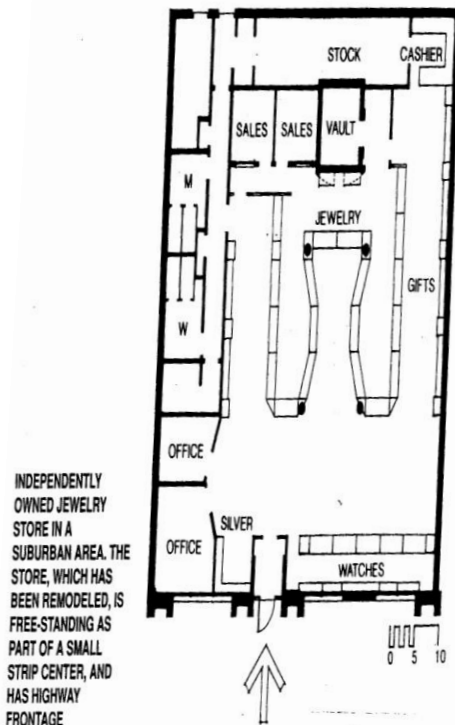 STOCK
CASHIER
SALES
SALES
VAULT
M
JEWELRY
GIFTS
W
OFFICE
SILVER
OFFICE
WATCHES
INDEPENDENTLY
OWNED JEWELRY
STORE IN A
SUBURBAN AREA. THE
STORE, WHICH HAS
BEEN REMODELED, IS
FREE-STANDING AS
PART OF A SMALL
STRIP CENTER, AND
HAS HIGHWAY
FRONTAGE
0 5 10